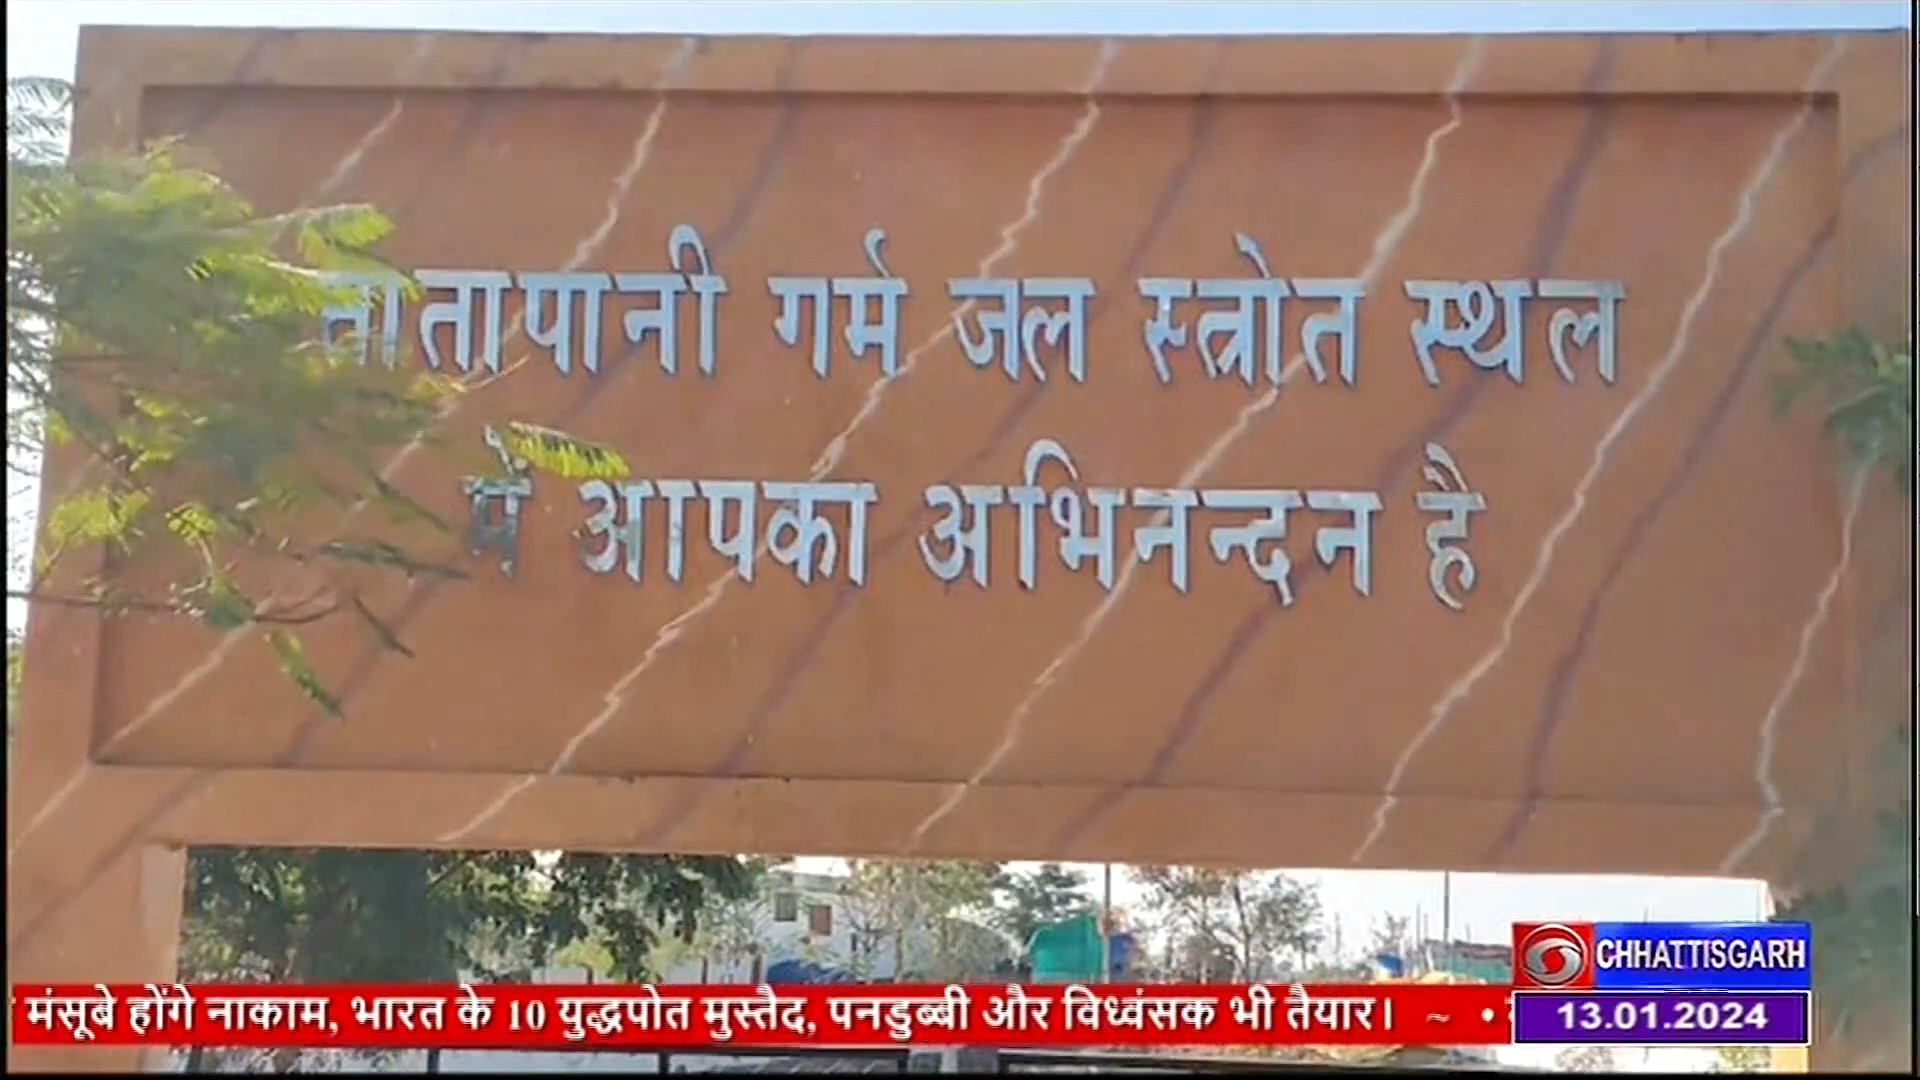 तातापानी गर्म जल स्त्रोत स्थल
में आपका अभिनन्दन है
CHHATTISGARH
मंसूबे होंगे नाकाम, भारत के 10 युद्धपोत मुस्तैद, पनडुब्बी और विध्वंसक भी तैयार। ~ •
13.01.2024